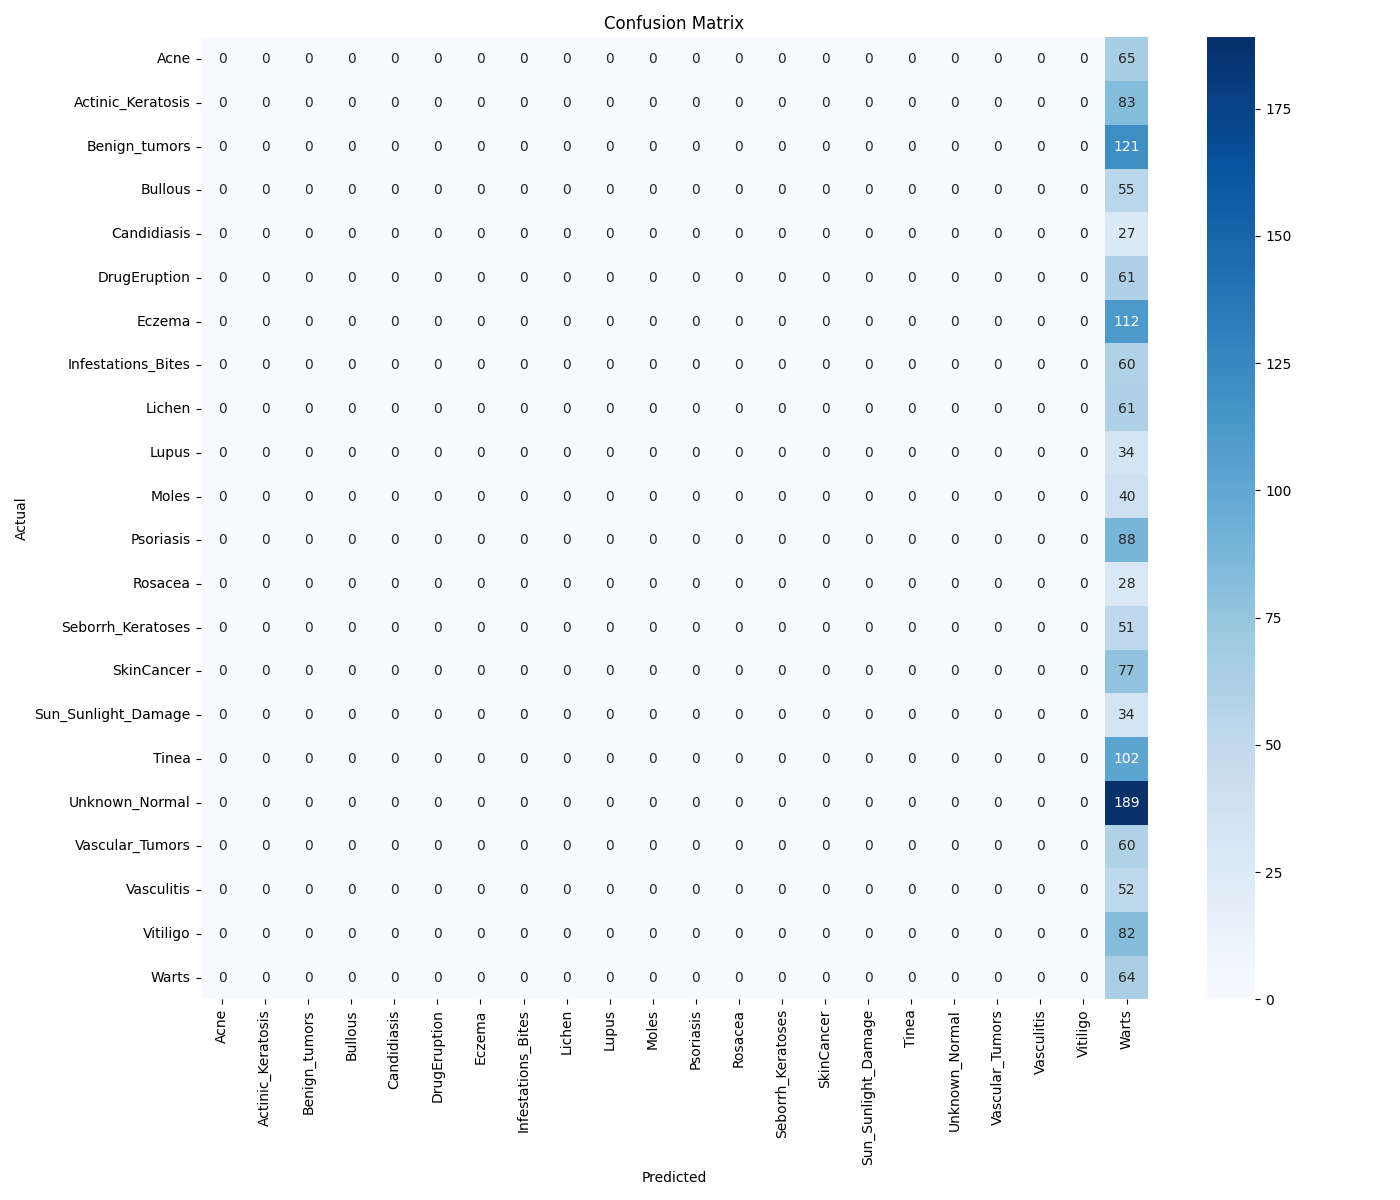 Confusion Matrix
Acne 0 0 0 0 0 0 0 0 0 0 0 0 0 0 0 0 0 0 0 0 0 65
Actinic_Keratosis 0 0 0 0 0 0 0 0 0 0 0 0 0 0 0 0 0 0 0 0 0 83
Benign_tumors 0 0 0 0 0 0 0 0 0 0 0 0 0 0 0 0 0 0 0 0 0 121
Bullous 0 0 0 0 0 0 0 0 0 0 0 0 0 0 0 0 0 0 0 0 0 55
Candidiasis 0 0 0 0 0 0 0 0 0 0 0 0 0 0 0 0 0 0 0 0 0 27
DrugEruption 0 0 0 0 0 0 0 0 0 0 0 0 0 0 0 0 0 0 0 0 0 61
Eczema 0 0 0 0 0 0 0 0 0 0 0 0 0 0 0 0 0 0 0 0 0 112
Infestations_Bites 0 0 0 0 0 0 0 0 0 0 0 0 0 0 0 0 0 0 0 0 0 60
Lichen 0 0 0 0 0 0 0 0 0 0 0 0 0 0 0 0 0 0 0 0 0 61
Lupus 0 0 0 0 0 0 0 0 0 0 0 0 0 0 0 0 0 0 0 0 0 34
Moles 0 0 0 0 0 0 0 0 0 0 0 0 0 0 0 0 0 0 0 0 0 40
Psoriasis 0 0 0 0 0 0 0 0 0 0 0 0 0 0 0 0 0 0 0 0 0 88
Rosacea 0 0 0 0 0 0 0 0 0 0 0 0 0 0 0 0 0 0 0 0 0 28
Seborrh_Keratoses 0 0 0 0 0 0 0 0 0 0 0 0 0 0 0 0 0 0 0 0 0 51
SkinCancer 0 0 0 0 0 0 0 0 0 0 0 0 0 0 0 0 0 0 0 0 0 77
Sun_Sunlight_Damage 0 0 0 0 0 0 0 0 0 0 0 0 0 0 0 0 0 0 0 0 0 34
Tinea 0 0 0 0 0 0 0 0 0 0 0 0 0 0 0 0 0 0 0 0 0 102
Unknown_Normal 0 0 0 0 0 0 0 0 0 0 0 0 0 0 0 0 0 0 0 0 0 189
Vascular_Tumors 0 0 0 0 0 0 0 0 0 0 0 0 0 0 0 0 0 0 0 0 0 60
Vasculitis 0 0 0 0 0 0 0 0 0 0 0 0 0 0 0 0 0 0 0 0 0 52
Vitiligo 0 0 0 0 0 0 0 0 0 0 0 0 0 0 0 0 0 0 0 0 0 82
Warts 0 0 0 0 0 0 0 0 0 0 0 0 0 0 0 0 0 0 0 0 0 64
Actual
Acne
Actinic_Keratosis
Benign_tumors
Bullous
Candidiasis
DrugEruption
Eczema
Infestations_Bites
Lichen
Lupus
Moles
Psoriasis
Rosacea
Seborrh_Keratoses
SkinCancer
Sun_Sunlight_Damage
Tinea
Unknown_Normal
Vascular_Tumors
Vasculitis
Vitiligo
Warts
Predicted
175
150
125
100
75
50
25
0